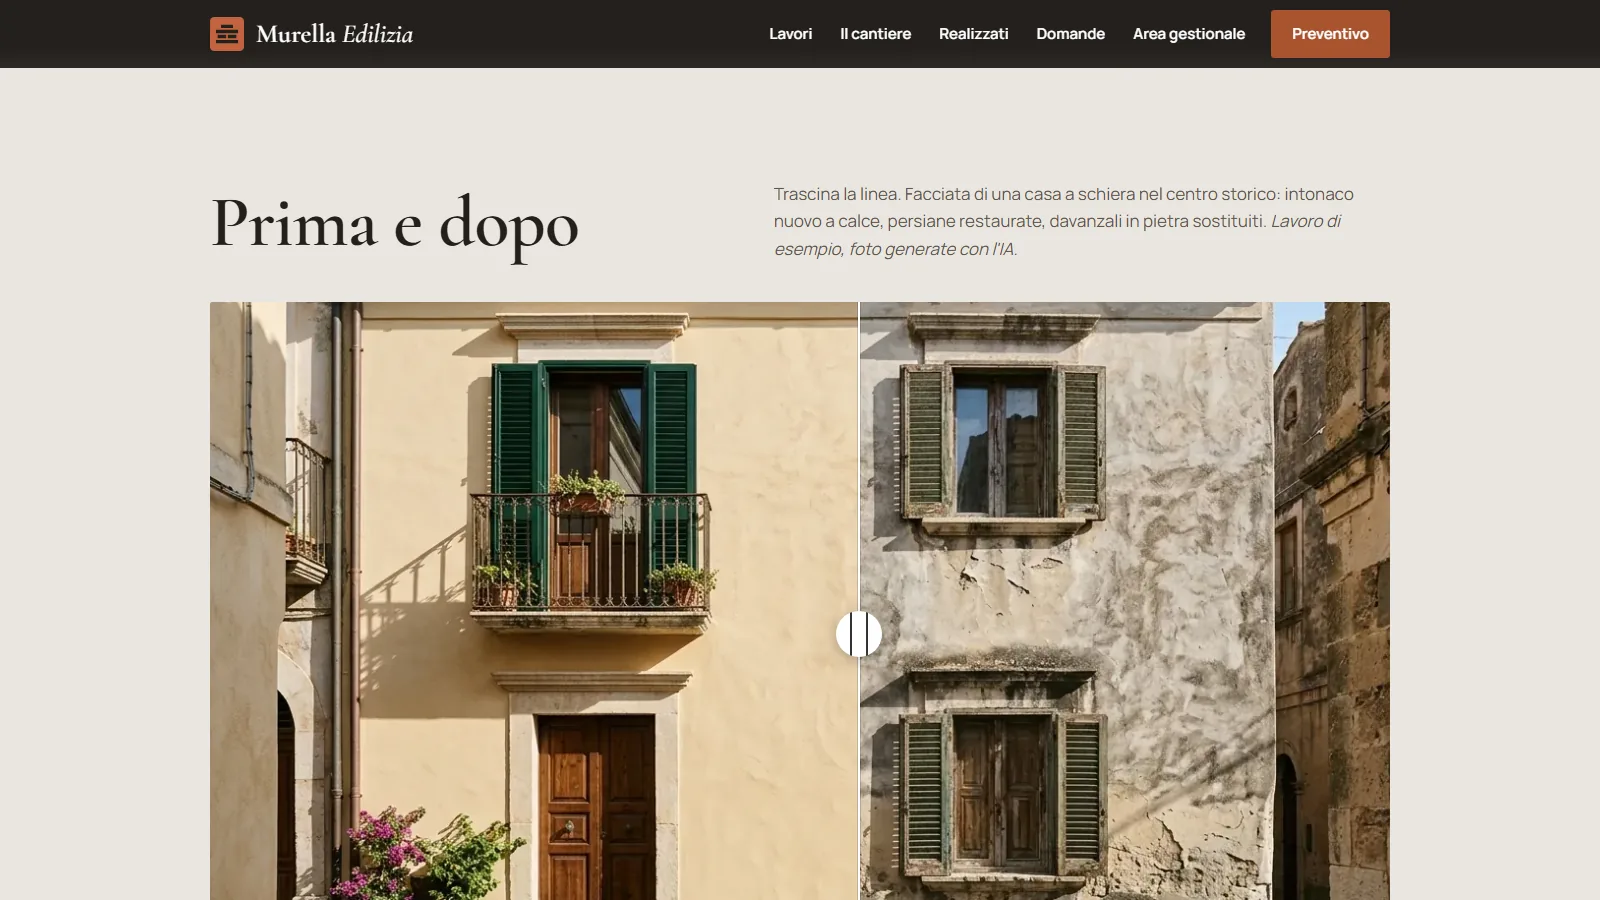 Murella Edilizia
Lavori
Il cantiere
Realizzati
Domande
Area gestionale
Preventivo
Prima e dopo
Trascina la linea. Facciata di una casa a schiera nel centro storico: intonaco
nuovo a calce, persiane restaurate, davanzali in pietra sostituiti. Lavoro di
esempio, foto generate con l'IA.